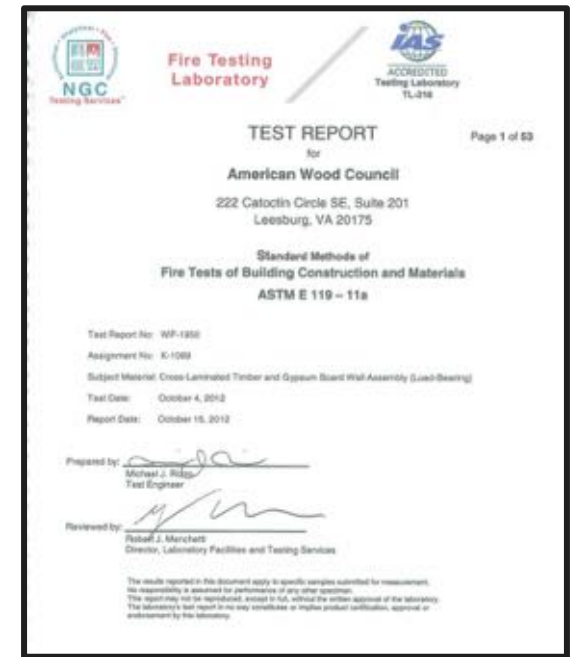 NGC
Testing Services
Fire Testing
Laboratory
IAS
ACCREDITED
Testing Laboratory
TL-216
TEST REPORT
Page 1 of 53
for
American Wood Council
222 Catoctin Circle SE, Suite 201
Leesburg, VA 20175
Standard Methods of
Fire Tests of Building Construction and Materials
ASTM E 119 – 11a
Test Report No: WP-1950
Assignment No: K-1089
Subject Material: Cross-Laminated Timber and Gypsum Board Wall Assembly (Load-Bearing)
Test Date: October 4, 2012
Report Date: October 15, 2012
Prepared by:
Michael J. Rizzo
Test Engineer
Reviewed by:
Robert J. Menchetti
Director, Laboratory Facilities and Testing Services
The results reported in this document apply to specific samples submitted for measurement.
No responsibility is assumed for performance of any other specimen.
This report may not be reproduced, except in full, without the written approval of the laboratory.
The laboratory's test report in no way constitutes or implies product certification, approval or
endorsement by this laboratory.